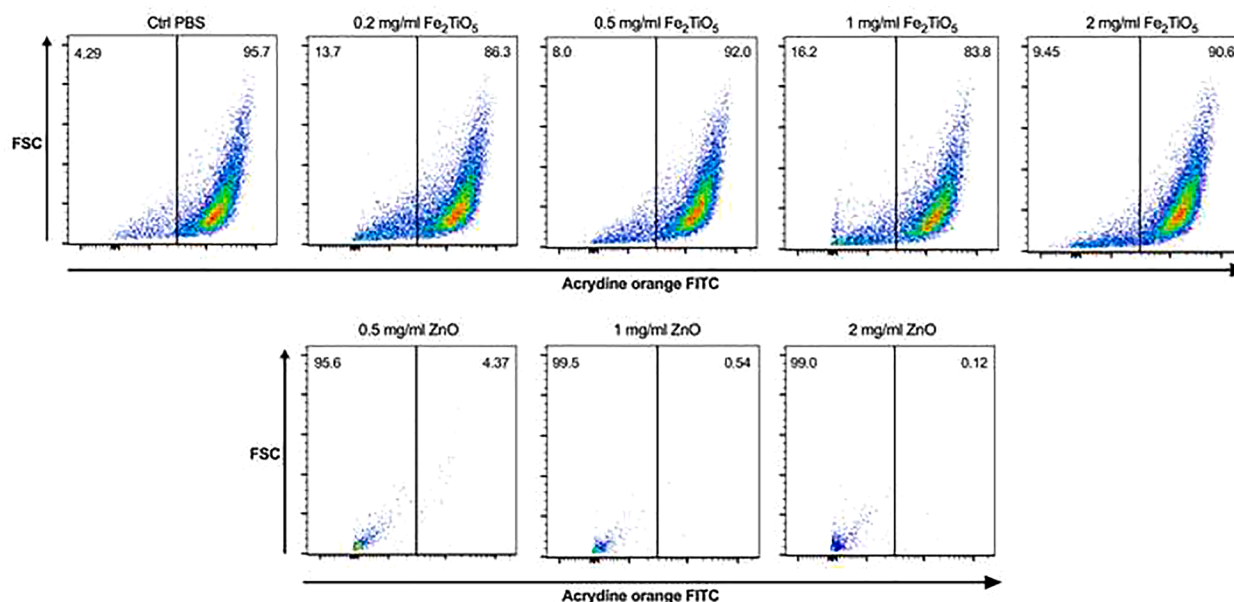 Ctrl PBS
0.2 mg/ml Fe₂TiO₅
0.5 mg/ml Fe₂TiO₅
1 mg/ml Fe₂TiO₅
2 mg/ml Fe₂TiO₅
4,29 95.7
13.7 86.3
8.0 92.0
16.2 83.8
9.45 90.6
FSC
Acrydine orange FITC
0.5 mg/ml ZnO
1 mg/ml ZnO
2 mg/ml ZnO
95.6 4.37
99.5 0.54
99.0 0.12
FSC
Acrydine orange FITC